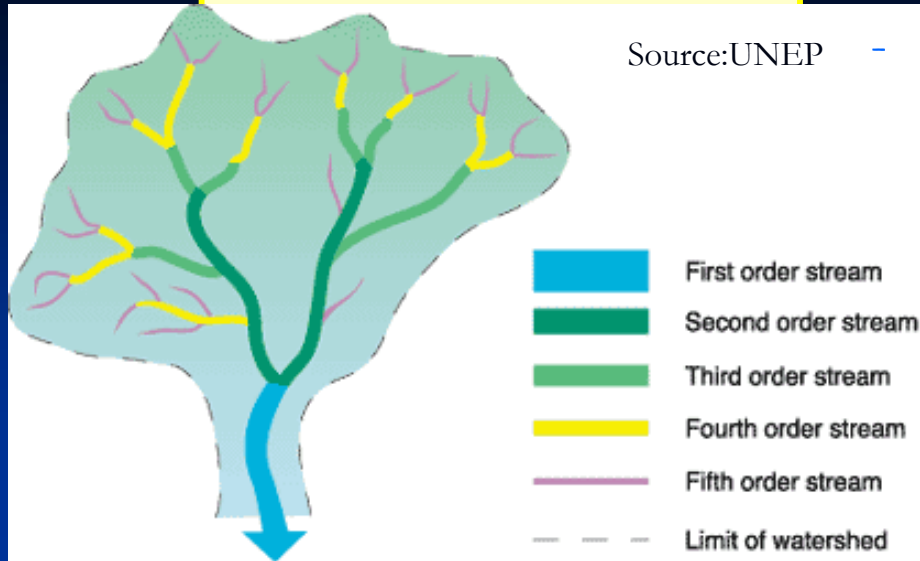 Source:UNEP -
First order stream
Second order stream
Third order stream
Fourth order stream
Fifth order stream
Limit of watershed